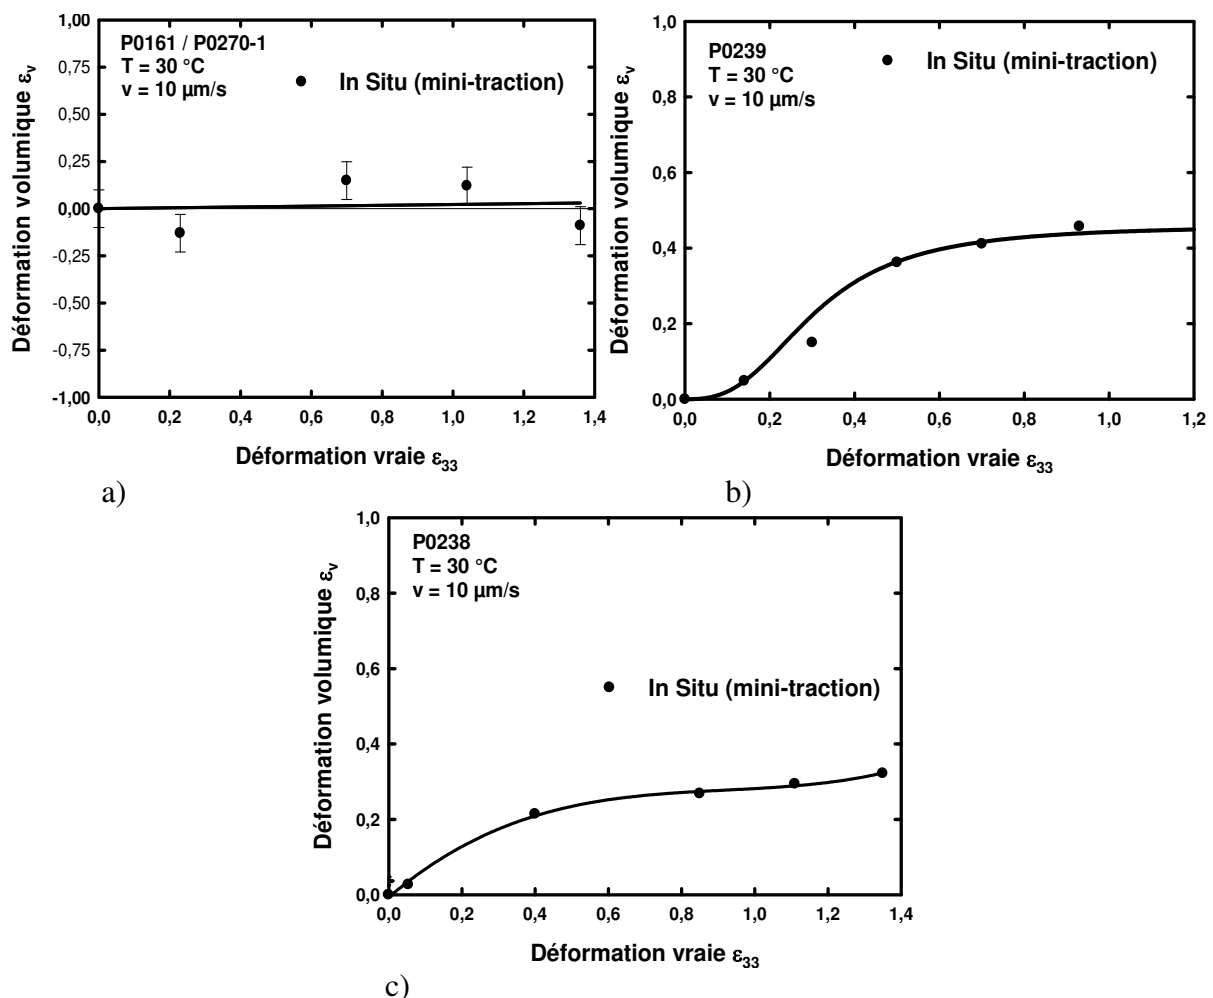 1,00
0,75
0,50
0,25
0,00
-0,25
-0,50
-0,75
-1,00
Déformation volumique εv
P0161 / P0270-1
T = 30 °C
v = 10 µm/s
In Situ (mini-traction)
0,0 0,2 0,4 0,6 0,8 1,0 1,2 1,4
Déformation vraie ε33
a)
1,0
0,8
0,6
0,4
0,2
0,0
Déformation volumique εv
P0239
T = 30 °C
v = 10 µm/s
In Situ (mini-traction)
0,0 0,2 0,4 0,6 0,8 1,0 1,2
Déformation vraie ε33
b)
1,0
0,8
0,6
0,4
0,2
0,0
Déformation volumique εv
P0238
T = 30 °C
v = 10 µm/s
In Situ (mini-traction)
0,0 0,2 0,4 0,6 0,8 1,0 1,2 1,4
Déformation vraie ε33
c)